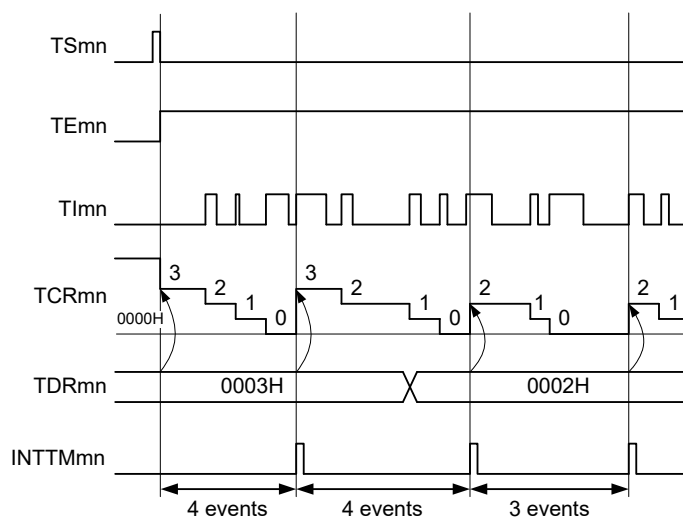 TSmn
TEmn
TImn
TCRmn
3
2
1
0
3
2
1
0
2
1
0
2
1
0000H
TDRmn
0003H
0002H
INTTMmn
4 events
4 events
3 events